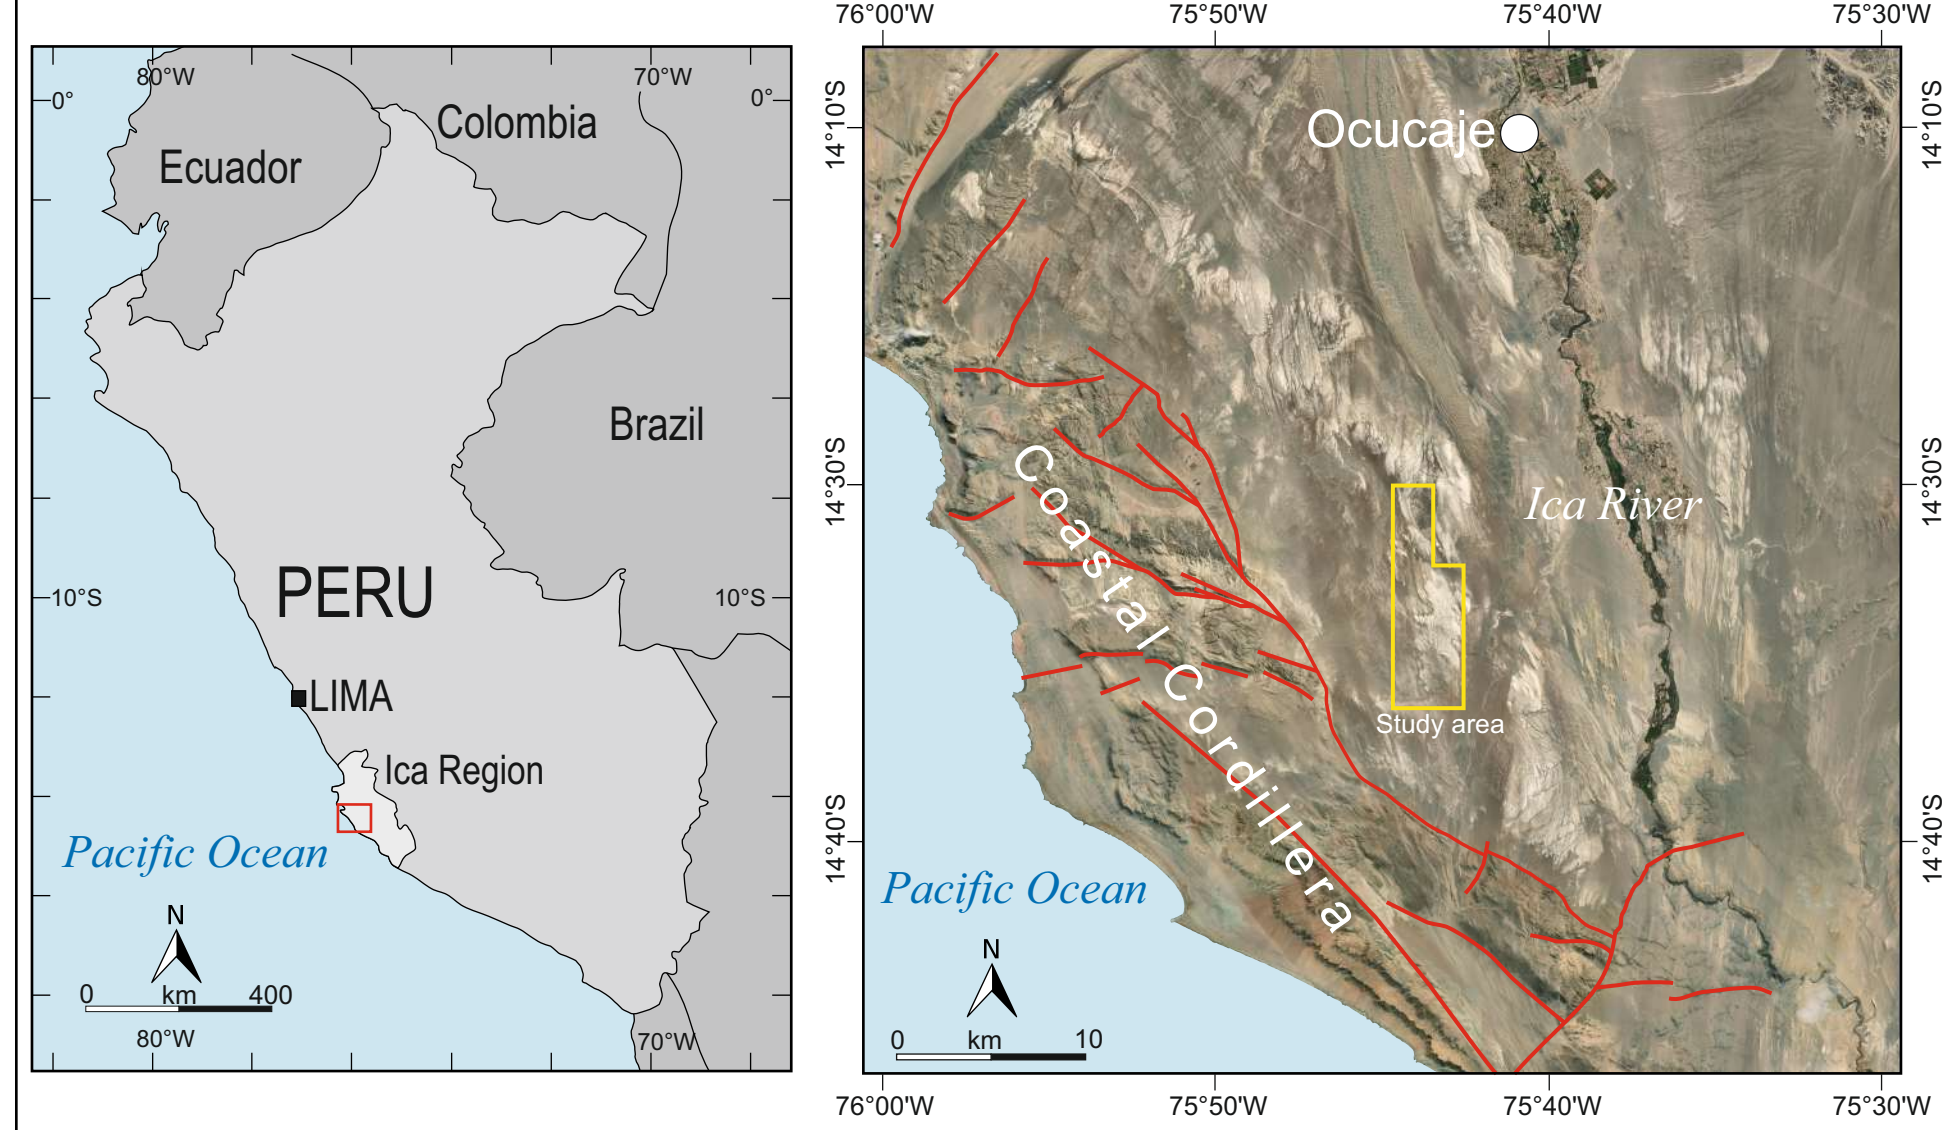 80°W
70°W
0°
0°
Colombia
Ecuador
Brazil
PERU
10°S
10°S
LIMA
Ica Region
Pacific Ocean
N
0 km 400
80°W
70°W
76°00'W
75°50'W
75°40'W
75°30'W
14°10'S
14°10'S
Ocucaje
14°30'S
14°30'S
Ica River
Coastal Cordillera
Study area
14°40'S
14°40'S
Pacific Ocean
N
0 km 10
76°00'W
75°50'W
75°40'W
75°30'W